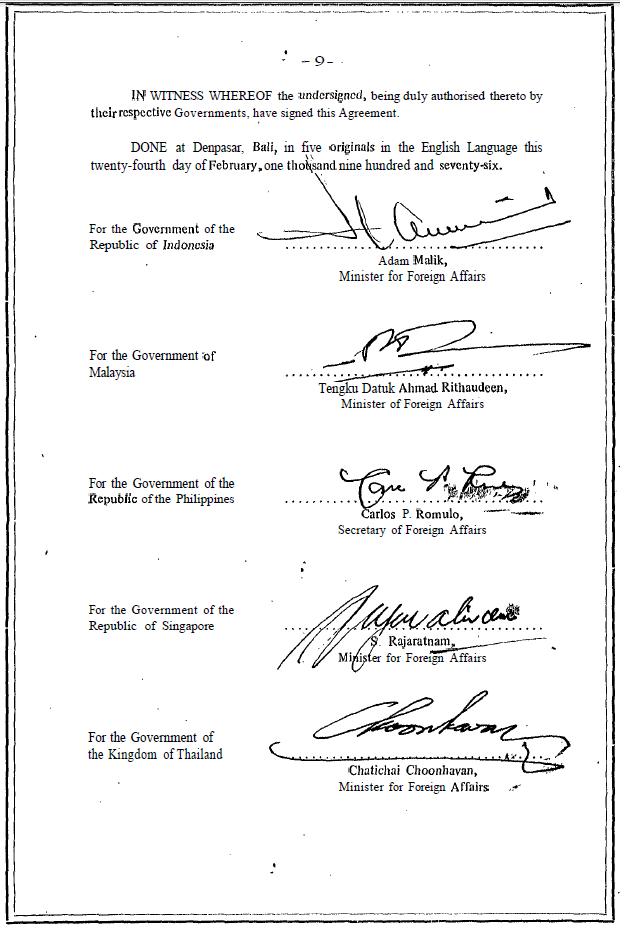 -9-
IN WITNESS WHEREOF the undersigned, being duly authorised thereto by
their respective Governments, have signed this Agreement.
DONE at Denpasar, Bali, in five originals in the English Language this
twenty-fourth day of February, one thousand nine hundred and seventy-six.
For the Government of the
Republic of Indonesia
Adam Malik,
Minister for Foreign Affairs
For the Government of
Malaysia
Tengku Datuk Ahmad Rithaudeen,
Minister of Foreign Affairs
For the Government of the
Republic of the Philippines
Carlos P. Romulo,
Secretary of Foreign Affairs
For the Government of the
Republic of Singapore
S. Rajaratnam,
Minister for Foreign Affairs
Choonhavan
For the Government of
the Kingdom of Thailand
Chatichai Choonhavan,
Minister for Foreign Affairs